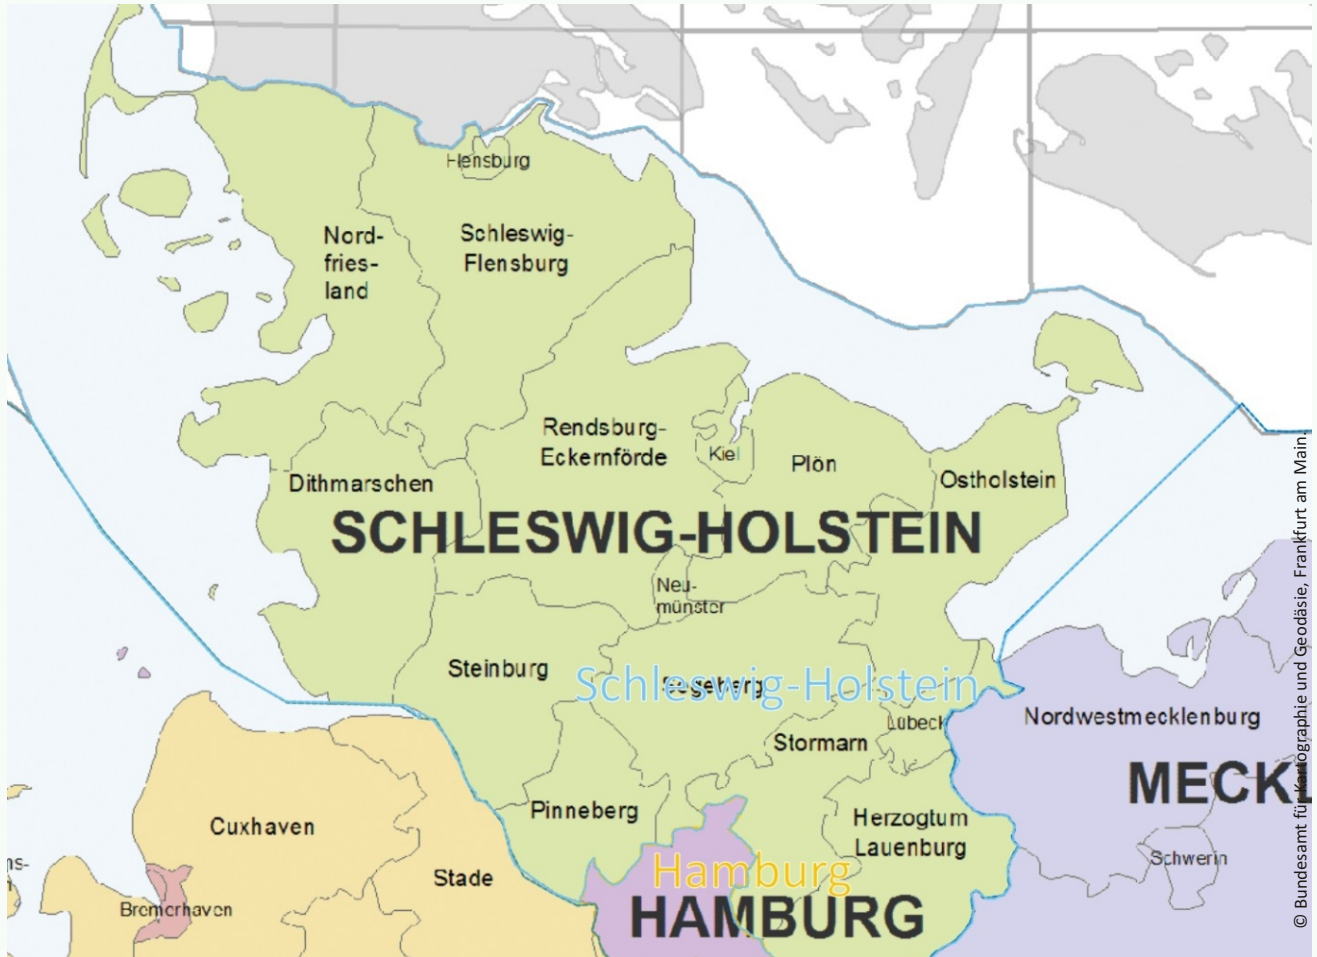 Flensburg
Nord-
fries-
land
Schleswig-
Flensburg
Rendsburg-
Eckernförde
Kiel
Plön
Ostholstein
Dithmarschen
SCHLESWIG-HOLSTEIN
Neu-
münster
Steinburg
Segeberg
Schleswig-Holstein
Lübeck
Nordwestmecklenburg
Stormarn
MECKL
Pinneberg
Herzogtum
Lauenburg
Cuxhaven
Schwerin
ns-
Stade
Hamburg
Bremerhaven
HAMBURG
© Bundesamt für Kartographie und Geodäsie, Frankfurt am Main.